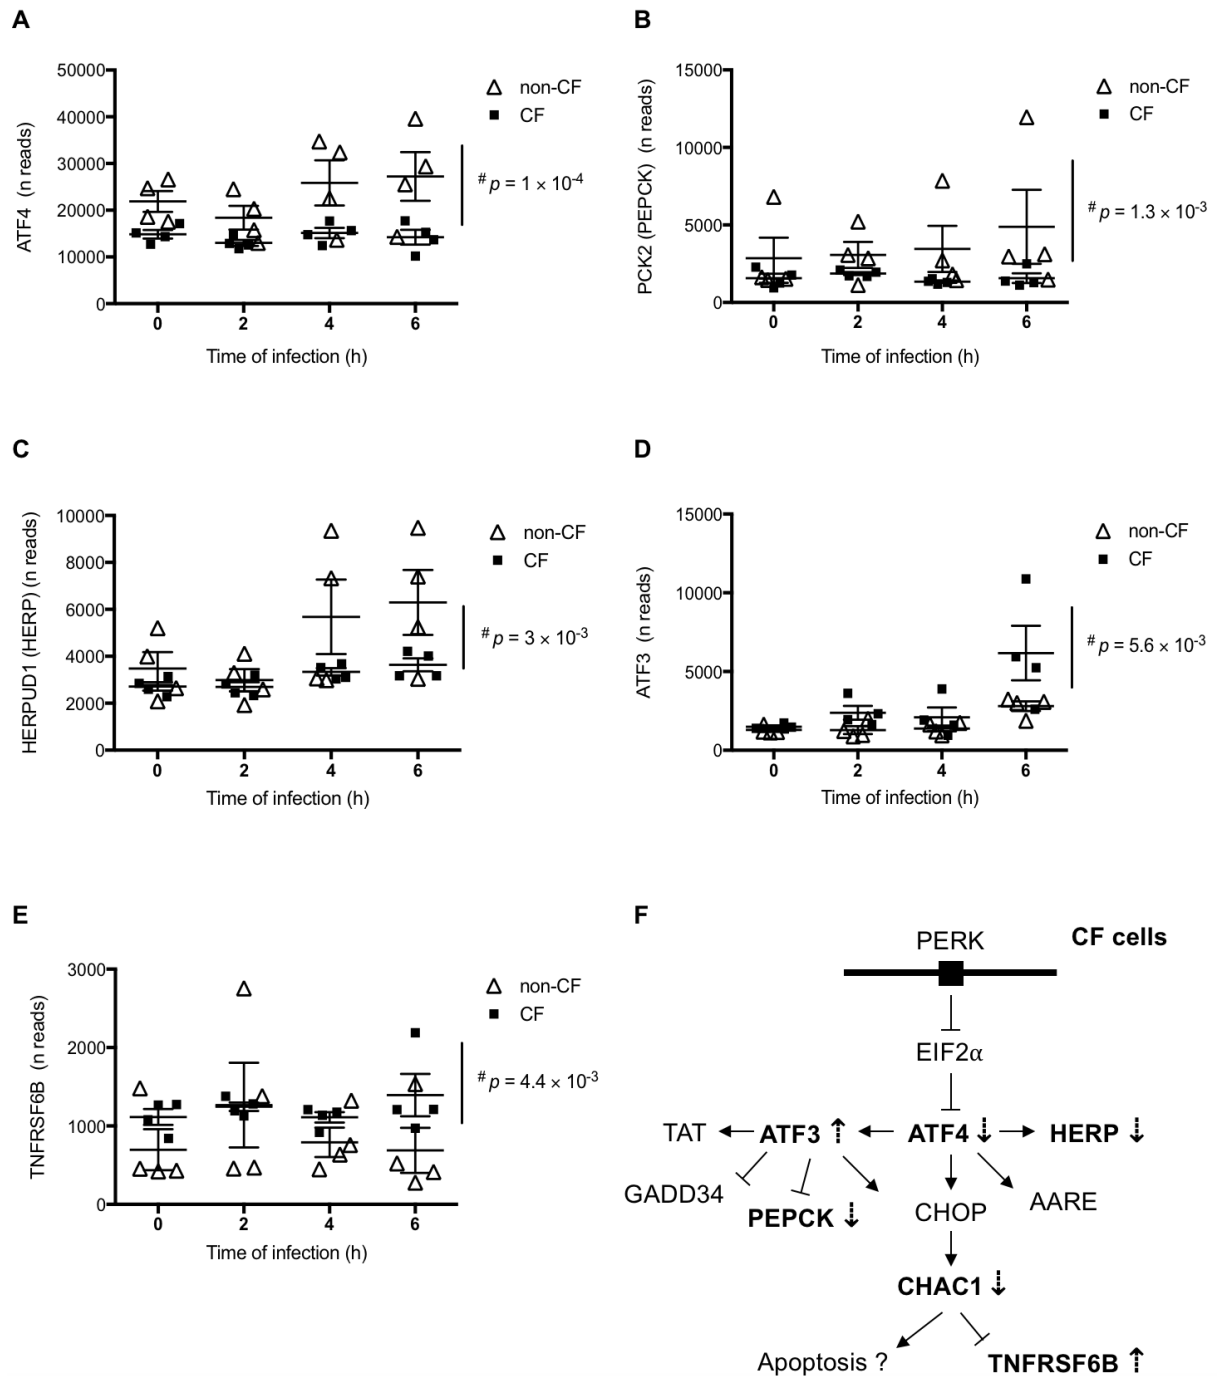 A
ATF4 (n reads)
50000
40000
30000
20000
10000
0
0 2 4 6
Time of infection (h)
non-CF
CF
# p = 1 × 10-4
B
PCK2 (PEPCK) (n reads)
15000
10000
5000
0
0 2 4 6
Time of infection (h)
non-CF
CF
# p = 1.3 × 10-3
C
HERPUD1 (HERP) (n reads)
10000
8000
6000
4000
2000
0
0 2 4 6
Time of infection (h)
non-CF
CF
# p = 3 × 10-3
D
ATF3 (n reads)
15000
10000
5000
0
0 2 4 6
Time of infection (h)
non-CF
CF
# p = 5.6 × 10-3
E
TNFRSF6B (n reads)
3000
2000
1000
0
0 2 4 6
Time of infection (h)
non-CF
CF
# p = 4.4 × 10-3
F
PERK
CF cells
EIF2α
TAT ATF3 ATF4 HERP
GADD34
PEPCK
CHOP
AARE
CHAC1
Apoptosis ?
TNFRSF6B